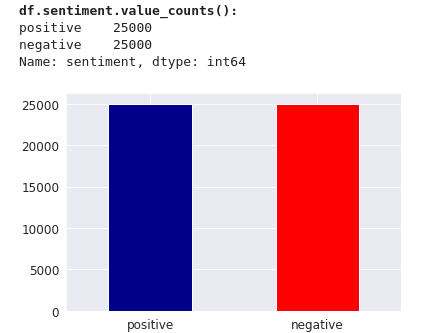 df.sentiment.value_counts():
positive    25000
negative    25000
Name: sentiment, dtype: int64
25000
20000
15000
10000
5000
0
positive negative